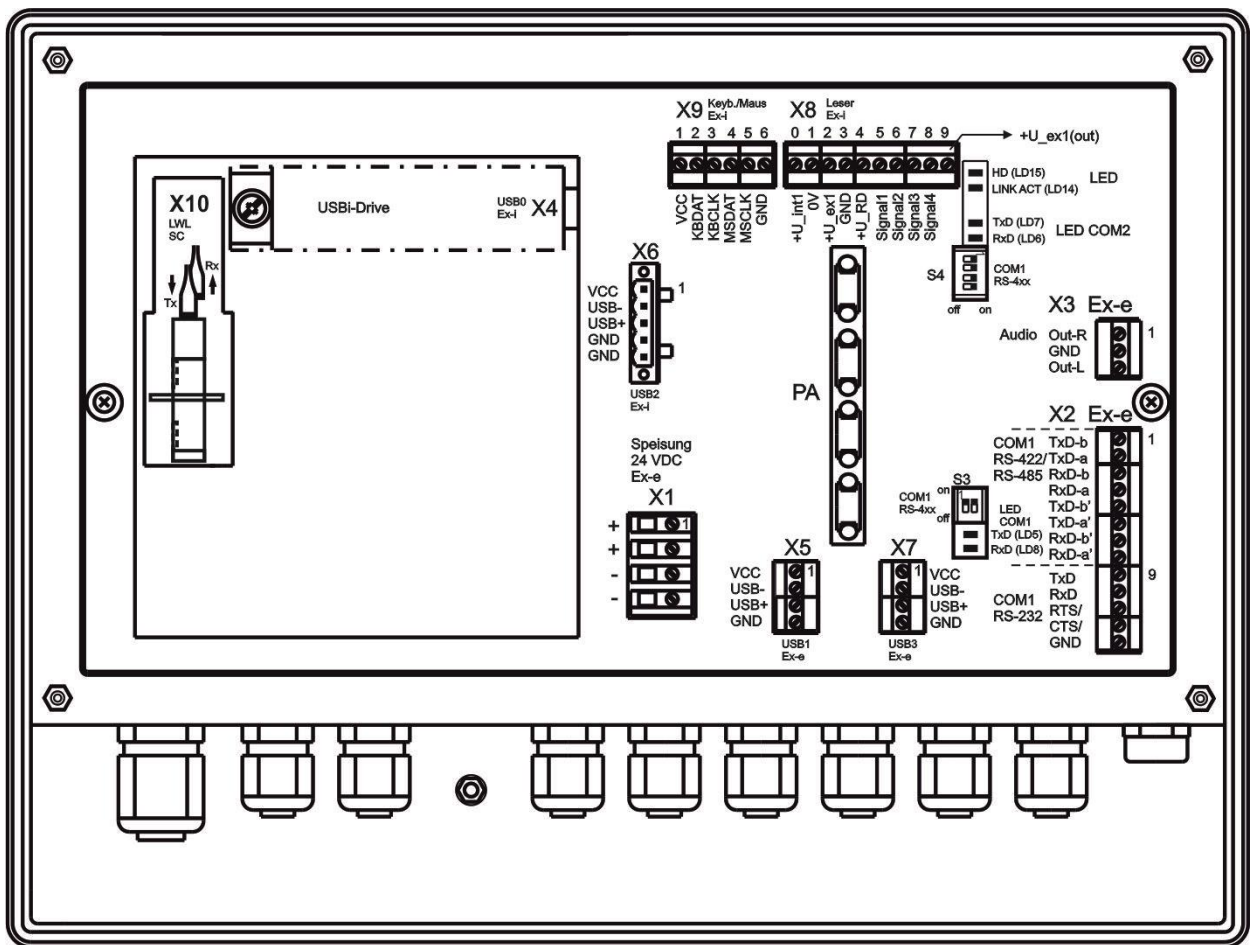 X9 Keyb./Maus
Ex-i
1 2 3 4 5 6
VCC
KBDAT
KBCLK
MSDAT
MSCLK
GND
X8 Leser
Ex-i
0 1 2 3 4 5 6 7 8 9
+U_ex1(out)
+U_int1
0V
+U_ex1
GND
+U_RD
Signal1
Signal2
Signal3
Signal4
HD (LD15)
LINK ACT (LD14)
LED
TxD (LD7)
RxD (LD6)
LED COM2
S4
1
COM1
RS-4xx
off on
X10
LWL
SC
Rx
Tx
USBi-Drive
USB0
Ex-i
X4
X6
1
VCC
USB-
USB+
GND
GND
USB2
Ex-i
PA
X3 Ex-e
Audio Out-R 1
GND
Out-L
X2 Ex-e
COM1 TxD-b 1
RS-422/ TxD-a
RS-485 RxD-b
RxD-a
TxD-b'
TxD-a'
RxD-b'
RxD-a'
TxD 9
RxD
COM1 RTS/
RS-232 CTS/
GND
Speisung
24 VDC
Ex-e
X1
+ 1
+
-
-
S3
on
1
COM1
RS-4xx
off
LED
COM1
TxD (LD5)
RxD (LD8)
X5
VCC 1
USB-
USB+
GND
USB1
Ex-e
X7
1 VCC
USB-
USB+
GND
USB3
Ex-e